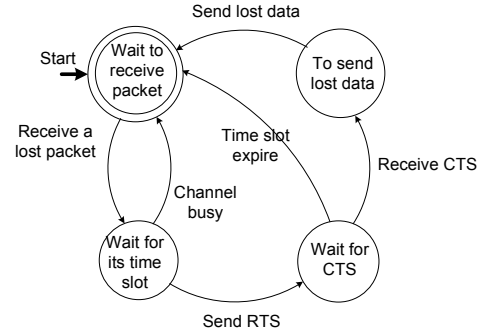 Send lost data
Start
Wait to
receive
packet
To send
lost data
Receive a
lost packet
Time slot
expire
Receive CTS
Channel
busy
Wait for
its time
slot
Wait for
CTS
Send RTS